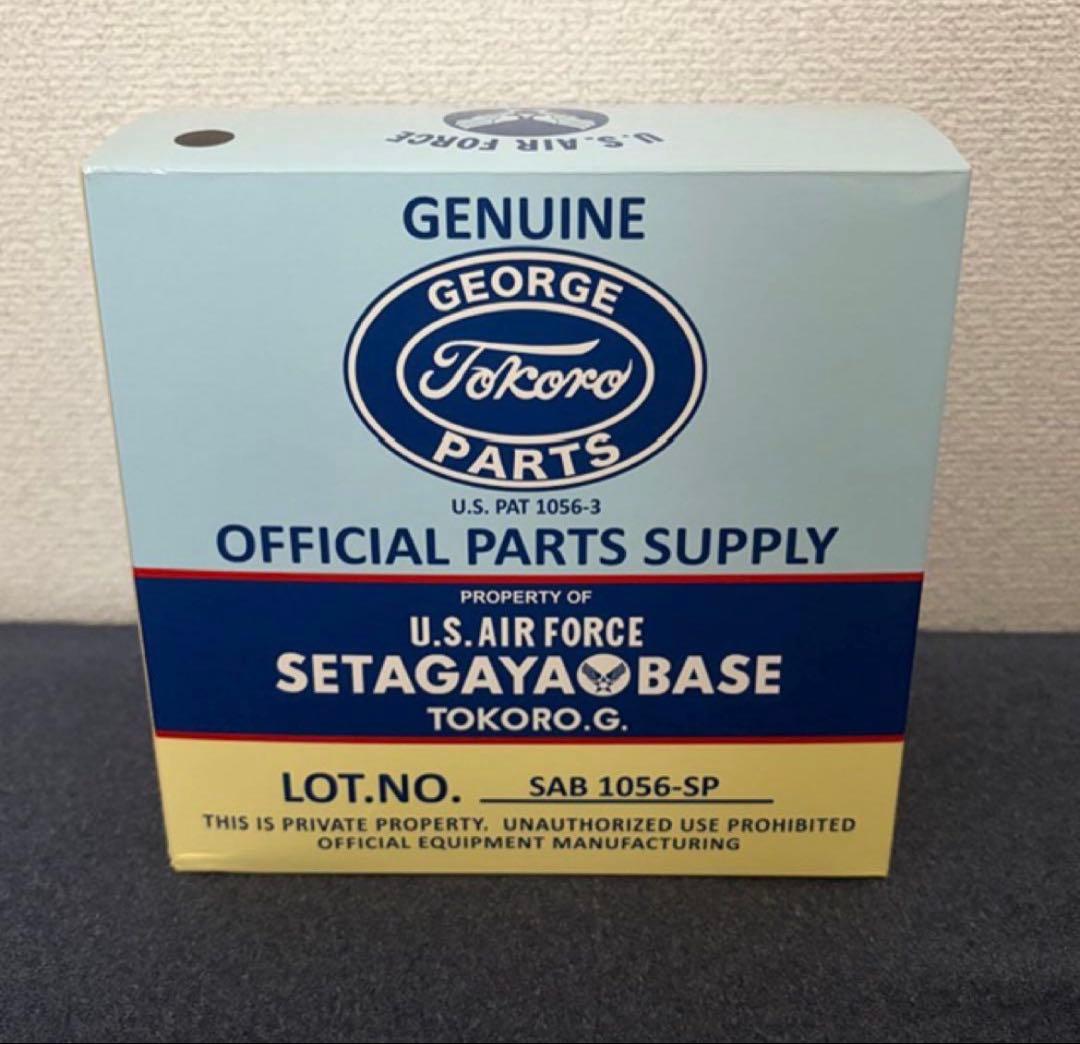 U.S. AIR FORCE
GENUINE
GEORGE
Tokoro
PARTS
U.S. PAT 1056-3
OFFICIAL PARTS SUPPLY
PROPERTY OF
U.S. AIR FORCE
SETAGAYA BASE
TOKORO.G.
LOT.NO. SAB 1056-SP
THIS IS PRIVATE PROPERTY. UNAUTHORIZED USE PROHIBITED
OFFICIAL EQUIPMENT MANUFACTURING